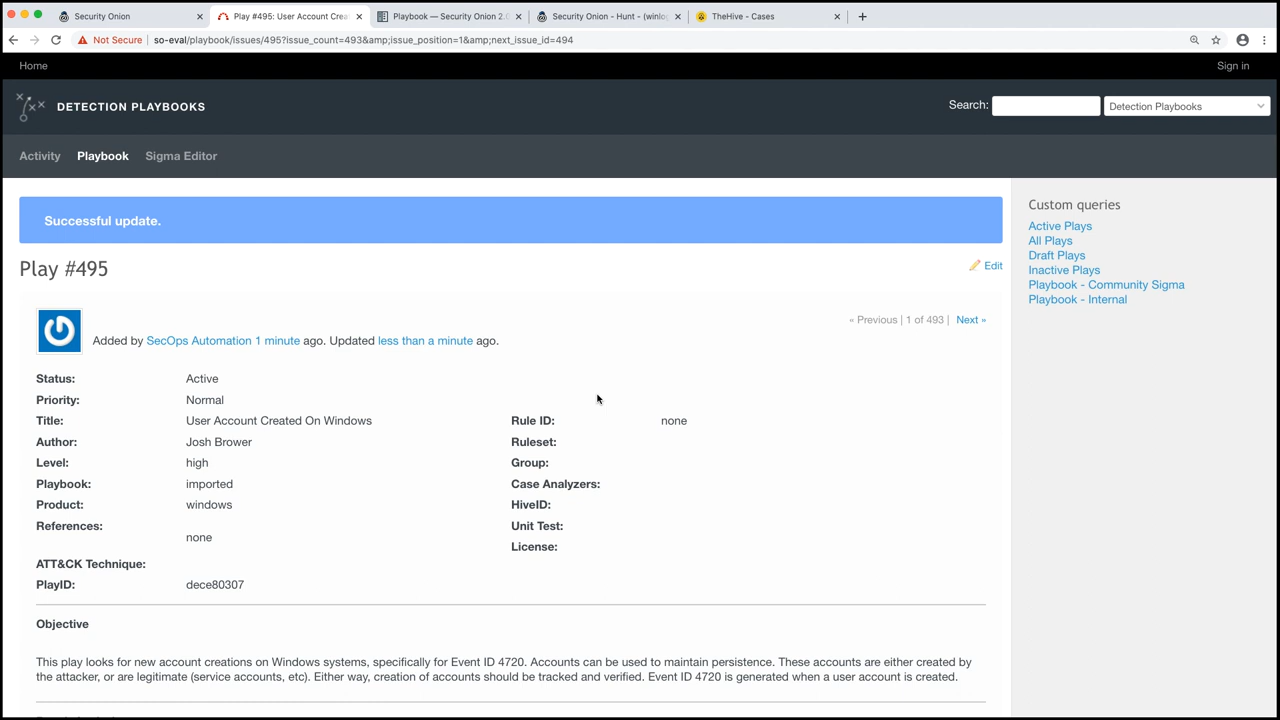 Security Onion
Play #495: User Account Crea
Playbook — Security Onion 2.0
Security Onion - Hunt - (winlog
TheHive - Cases
Not Secure
so-eval/playbook/issues/495?issue_count=493&amp;issue_position=1&amp;next_issue_id=494
Home
Sign in
DETECTION PLAYBOOKS
Search:
Detection Playbooks
Activity
Playbook
Sigma Editor
Successful update.
Custom queries
Active Plays
All Plays
Draft Plays
Inactive Plays
Playbook - Community Sigma
Playbook - Internal
Play #495
Edit
« Previous | 1 of 493 | Next »
Added by SecOps Automation 1 minute ago. Updated less than a minute ago.
Status: Active
Priority: Normal
Title: User Account Created On Windows
Author: Josh Brower
Level: high
Playbook: imported
Product: windows
References:
none
ATT&CK Technique:
PlayID: dece80307
Rule ID: none
Ruleset:
Group:
Case Analyzers:
HiveID:
Unit Test:
License:
Objective
This play looks for new account creations on Windows systems, specifically for Event ID 4720. Accounts can be used to maintain persistence. These accounts are either created by
the attacker, or are legitimate (service accounts, etc). Either way, creation of accounts should be tracked and verified. Event ID 4720 is generated when a user account is created.